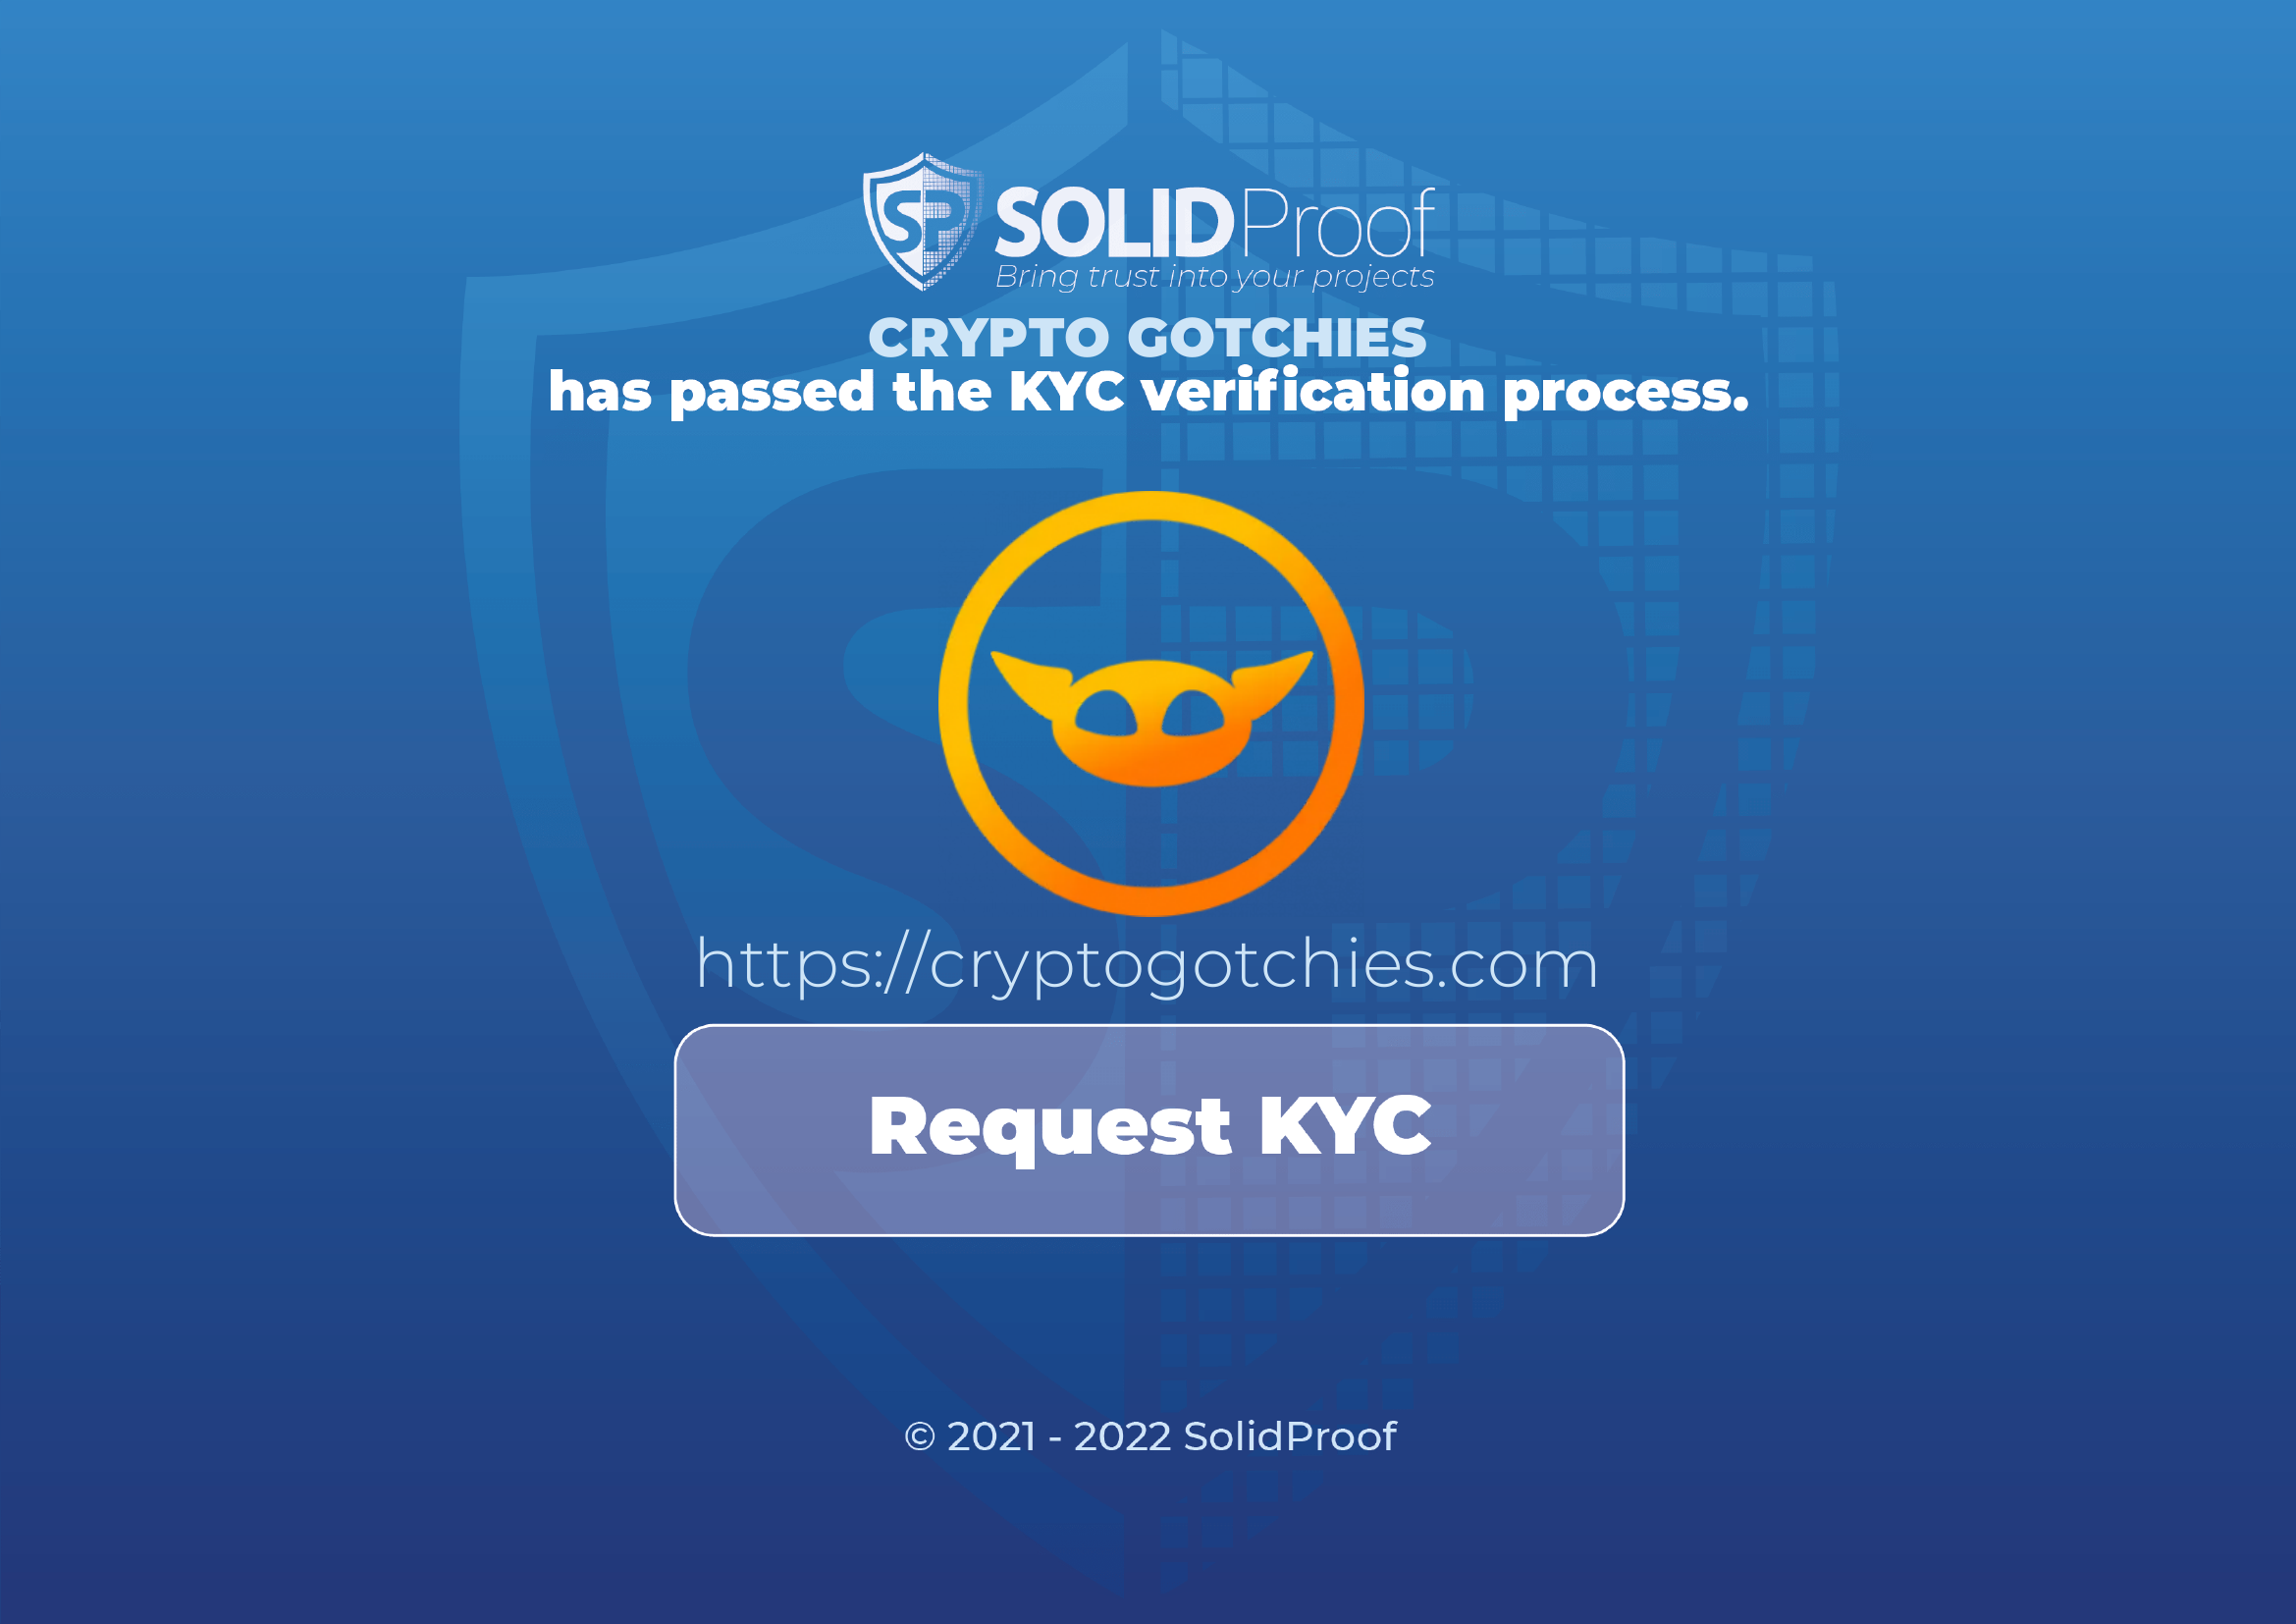 SP
SOLIDProof
Bring trust into your projects
CRYPTO GOTCHIES
has passed the KYC verification process.
https://cryptogotchies.com
Request KYC
© 2021 - 2022 SolidProof